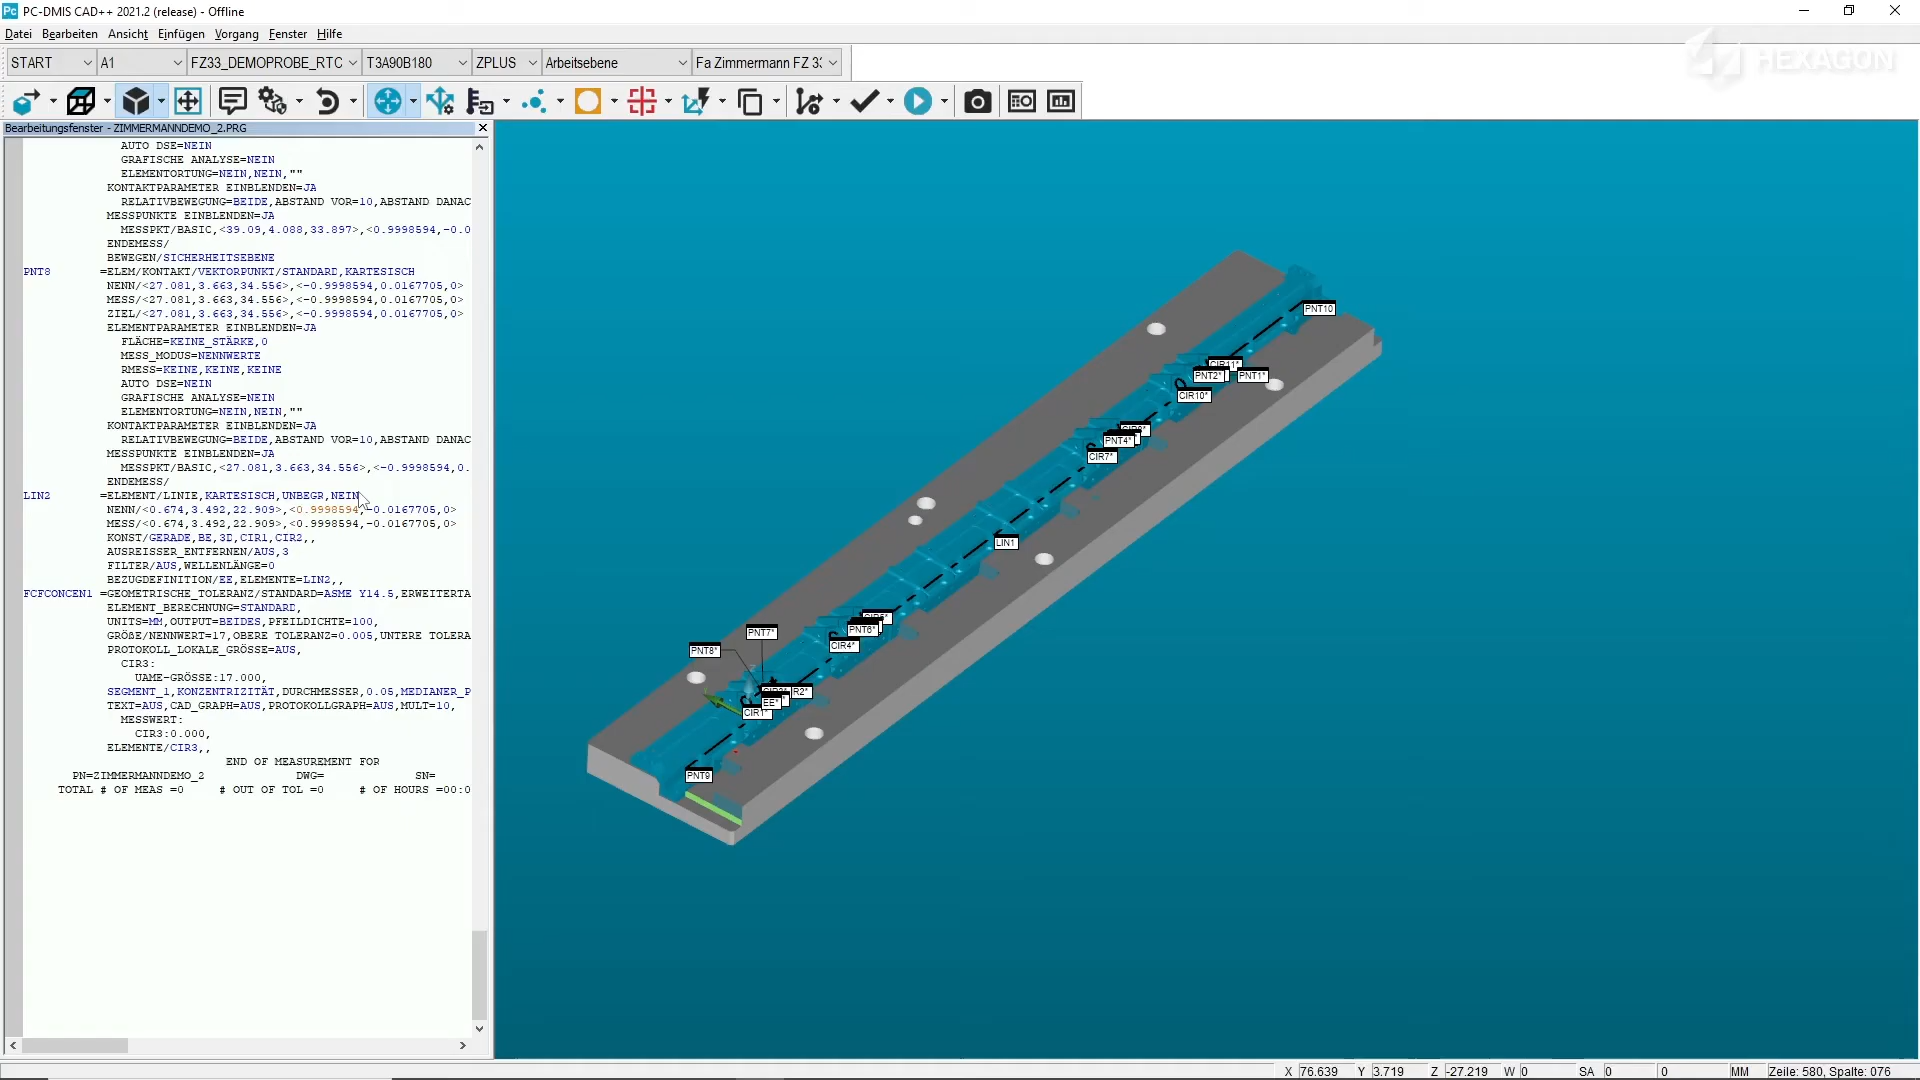 PC-DMIS CAD++ 2021.2 (release) - Offline
HEXAGON
Datei Bearbeiten Ansicht Einfügen Vorgang Fenster Hilfe
START A1 FZ33_DEMOPROBE_RTC T3A90B180 ZPLUS Arbeitsebene Fa Zimmermann FZ 33
Bearbeitungsfenster - ZIMMERMANNDEMO_2.PRG
AUTO DSE=NEIN
GRAFISCHE ANALYSE=NEIN
ELEMENTORTUNG=NEIN,NEIN,""
KONTAKTPARAMETER EINBLENDEN=JA
RELATIVBEWEGUNG=BEIDE,ABSTAND VOR=10,ABSTAND DANAC
MESSPUNKTE EINBLENDEN=JA
MESSPKT/BASIC,<39.09,4.088,33.897>,<0.9998594,-0.0
ENDEMESS/
BEWEGEN/SICHERHEITSEBENE
PNT8 =ELEM/KONTAKT/VEKTORPUNKT/STANDARD,KARTESISCH
NENN/<27.081,3.663,34.556>,<-0.9998594,0.0167705,0>
MESS/<27.081,3.663,34.556>,<-0.9998594,0.0167705,0>
ZIEL/<27.081,3.663,34.556>,<-0.9998594,0.0167705,0>
ELEMENTPARAMETER EINBLENDEN=JA
FLÄCHE=KEINE_STÄRKE,0
MESS_MODUS=NENNWERTE
RMESS=KEINE,KEINE,KEINE
AUTO DSE=NEIN
GRAFISCHE ANALYSE=NEIN
ELEMENTORTUNG=NEIN,NEIN,""
KONTAKTPARAMETER EINBLENDEN=JA
RELATIVBEWEGUNG=BEIDE,ABSTAND VOR=10,ABSTAND DANAC
MESSPUNKTE EINBLENDEN=JA
MESSPKT/BASIC,<27.081,3.663,34.556>,<-0.9998594,0.
ENDEMESS/
LIN2 =ELEMENT/LINIE,KARTESISCH,UNBEGR,NEIN
NENN/<0.674,3.492,22.909>,<0.9998594,-0.0167705,0>
MESS/<0.674,3.492,22.909>,<0.9998594,-0.0167705,0>
KONST/GERADE,BE,3D,CIR1,CIR2,,
AUSREISSER_ENTFERNEN/AUS,3
FILTER/AUS,WELLENLÄNGE=0
BEZUGDEFINITION/EE,ELEMENTE=LIN2,,
FCFCONCEN1 =GEOMETRISCHE_TOLERANZ/STANDARD=ASME Y14.5,ERWEITERTA
ELEMENT_BERECHNUNG=STANDARD,
UNITS=MM,OUTPUT=BEIDES,PFEILDICHTE=100,
GRÖßE/NENNWERT=17,OBERE TOLERANZ=0.005,UNTERE TOLERA
PROTOKOLL_LOKALE_GRÖSSE=AUS,
CIR3:
UAME-GRÖSSE:17.000,
SEGMENT_1,KONZENTRIZITÄT,DURCHMESSER,0.05,MEDIANER_P
TEXT=AUS,CAD_GRAPH=AUS,PROTOKOLLGRAPH=AUS,MULT=10,
MESSWERT:
CIR3:0.000,
ELEMENTE/CIR3,,
END OF MEASUREMENT FOR
PN=ZIMMERMANNDEMO_2 DWG= SN=
TOTAL # OF MEAS =0 # OUT OF TOL =0 # OF HOURS =00:0
PNT10
CIR11*
PNT2* PNT1*
CIR10*
PNT4*
CIR7*
LIN1
PNT6*
CIR4*
PNT7*
PNT8*
R2*
EE*
CIR1*
PNT9
X 76.639 Y 3.719 Z -27.219 W 0 SA 0 0 MM Zeile: 580, Spalte: 076